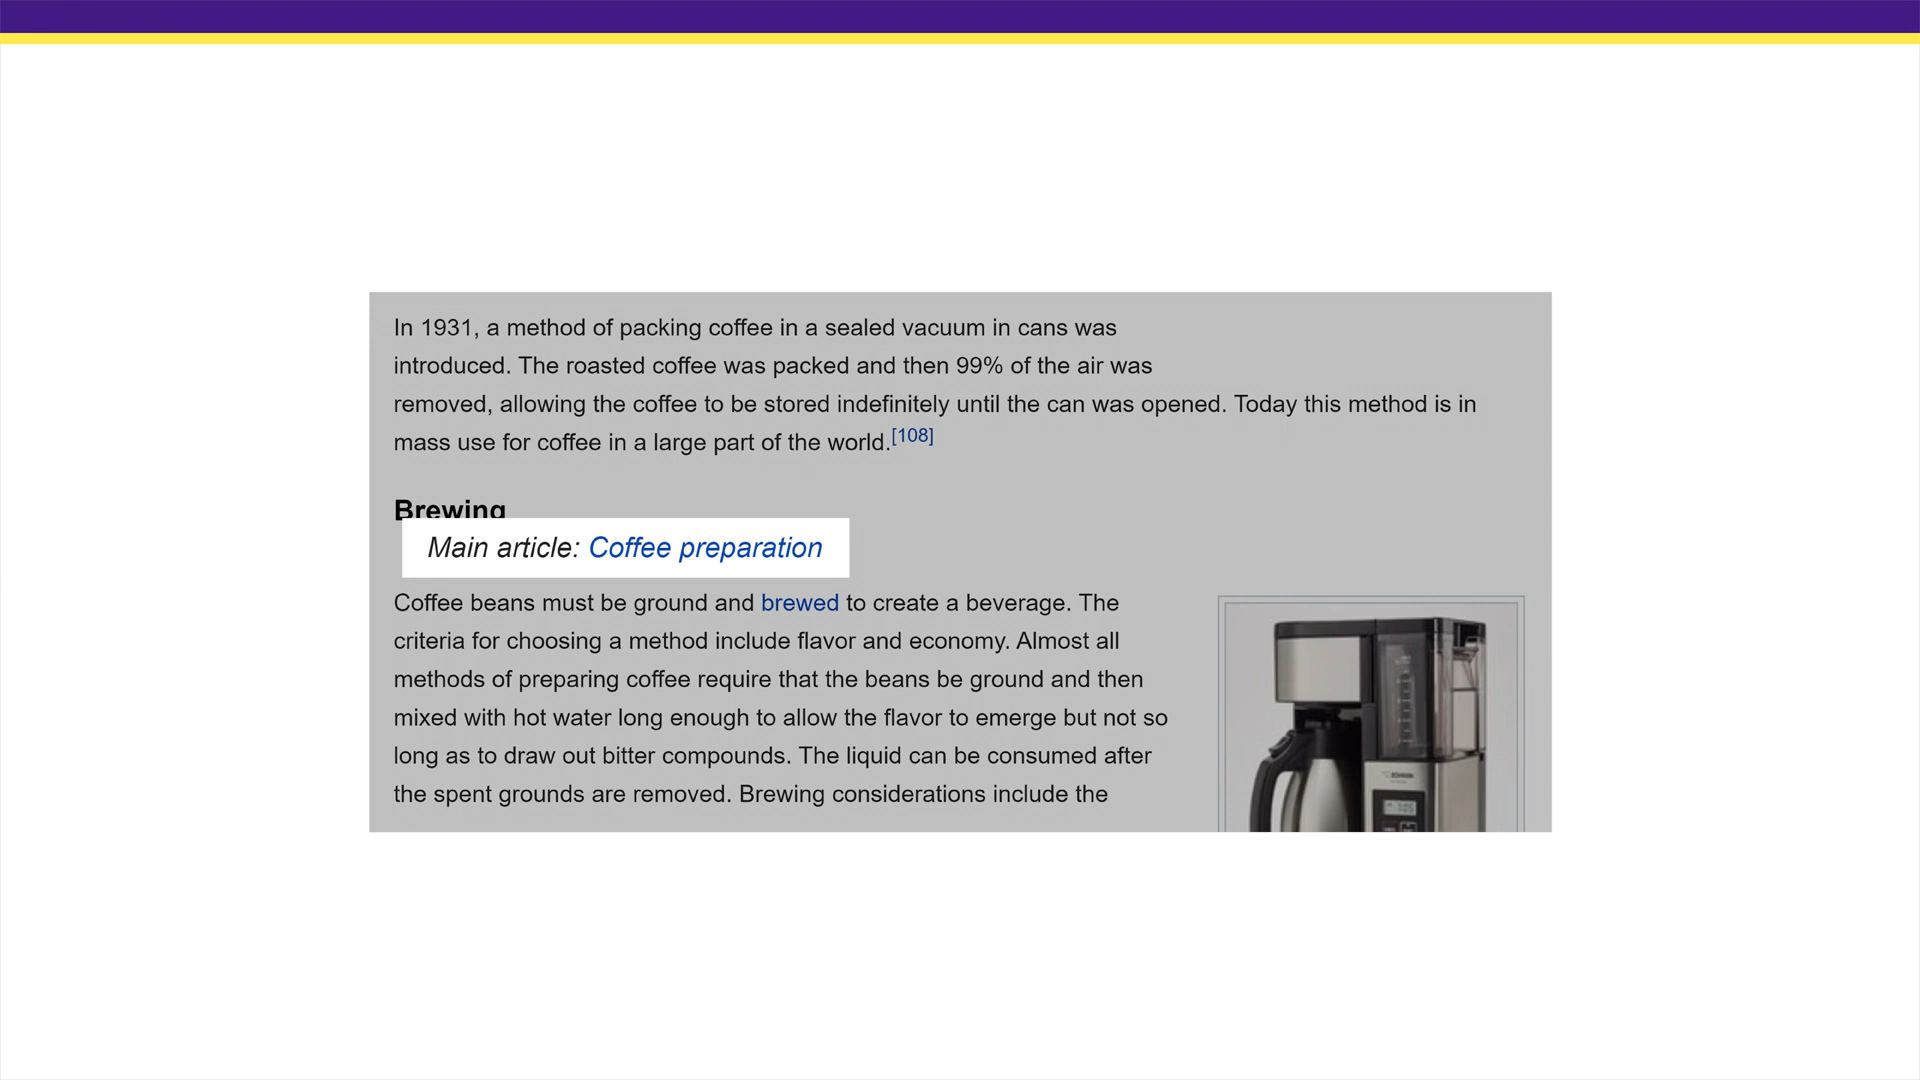 In 1931, a method of packing coffee in a sealed vacuum in cans was
introduced. The roasted coffee was packed and then 99% of the air was
removed, allowing the coffee to be stored indefinitely until the can was opened. Today this method is in
mass use for coffee in a large part of the world.[108]
Brewing
Main article: Coffee preparation
Coffee beans must be ground and brewed to create a beverage. The
criteria for choosing a method include flavor and economy. Almost all
methods of preparing coffee require that the beans be ground and then
mixed with hot water long enough to allow the flavor to emerge but not so
long as to draw out bitter compounds. The liquid can be consumed after
the spent grounds are removed. Brewing considerations include the